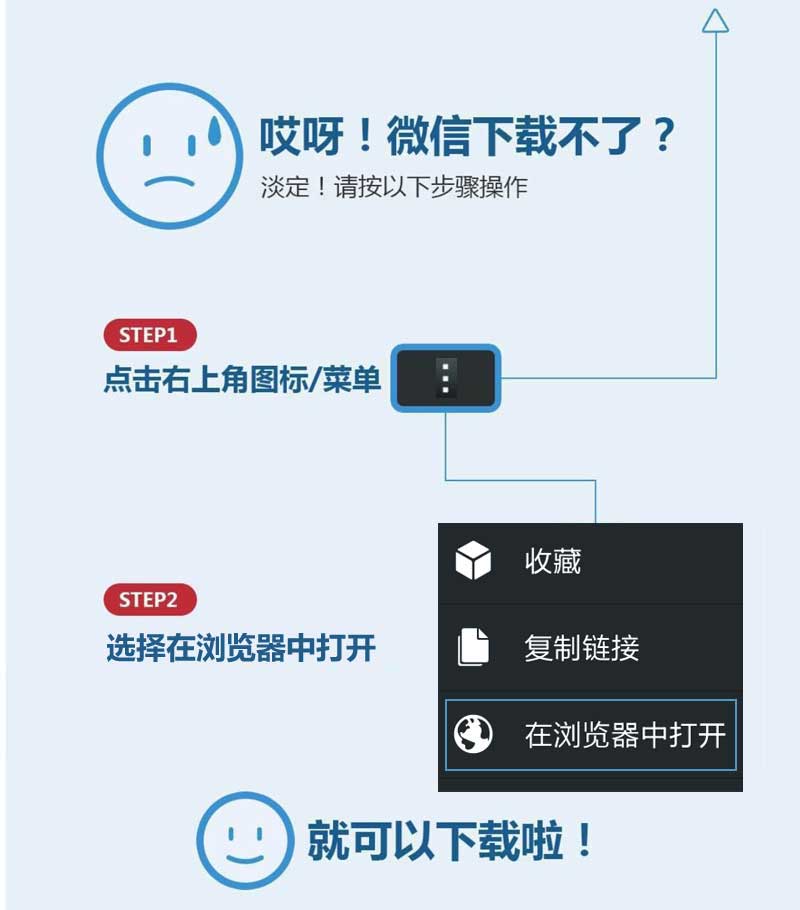 哎呀！微信下载不了？
淡定！请按以下步骤操作
STEP1
点击右上角图标/菜单
收藏
STEP2
选择在浏览器中打开
复制链接
在浏览器中打开
就可以下载啦！